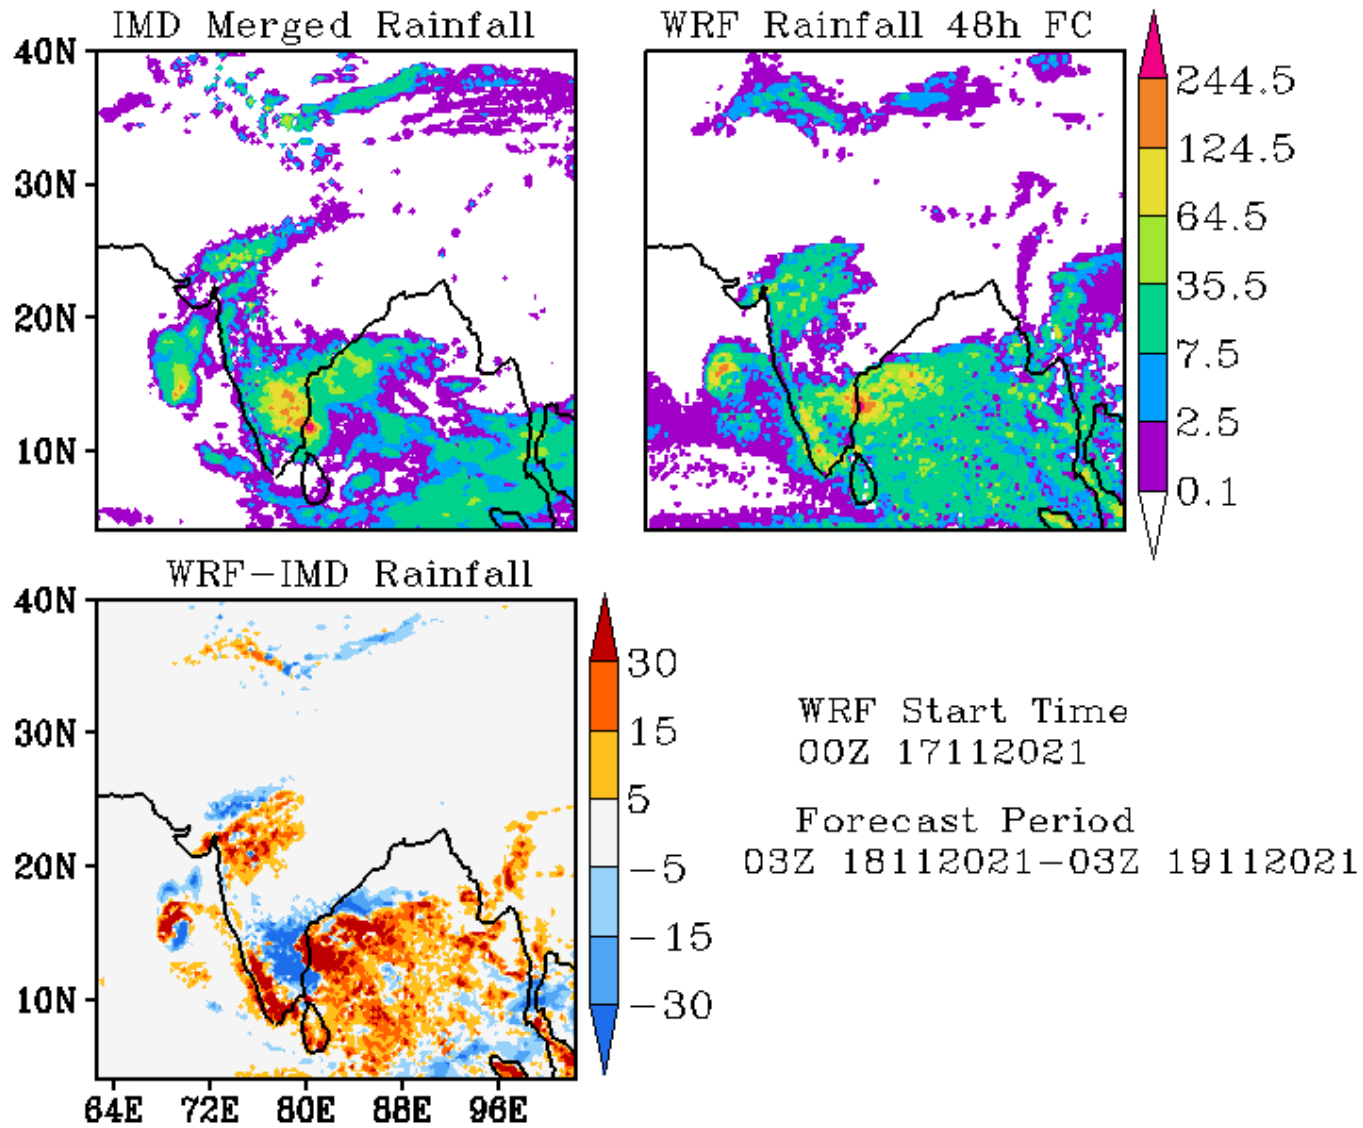 IMD Merged Rainfall
WRF Rainfall 48h FC
40N
30N
20N
10N
244.5
124.5
64.5
35.5
7.5
2.5
0.1
WRF-IMD Rainfall
40N
30N
20N
10N
64E 72E 80E 88E 96E
30
15
5
-5
-15
-30
WRF Start Time
00Z 17112021
Forecast Period
03Z 18112021-03Z 19112021